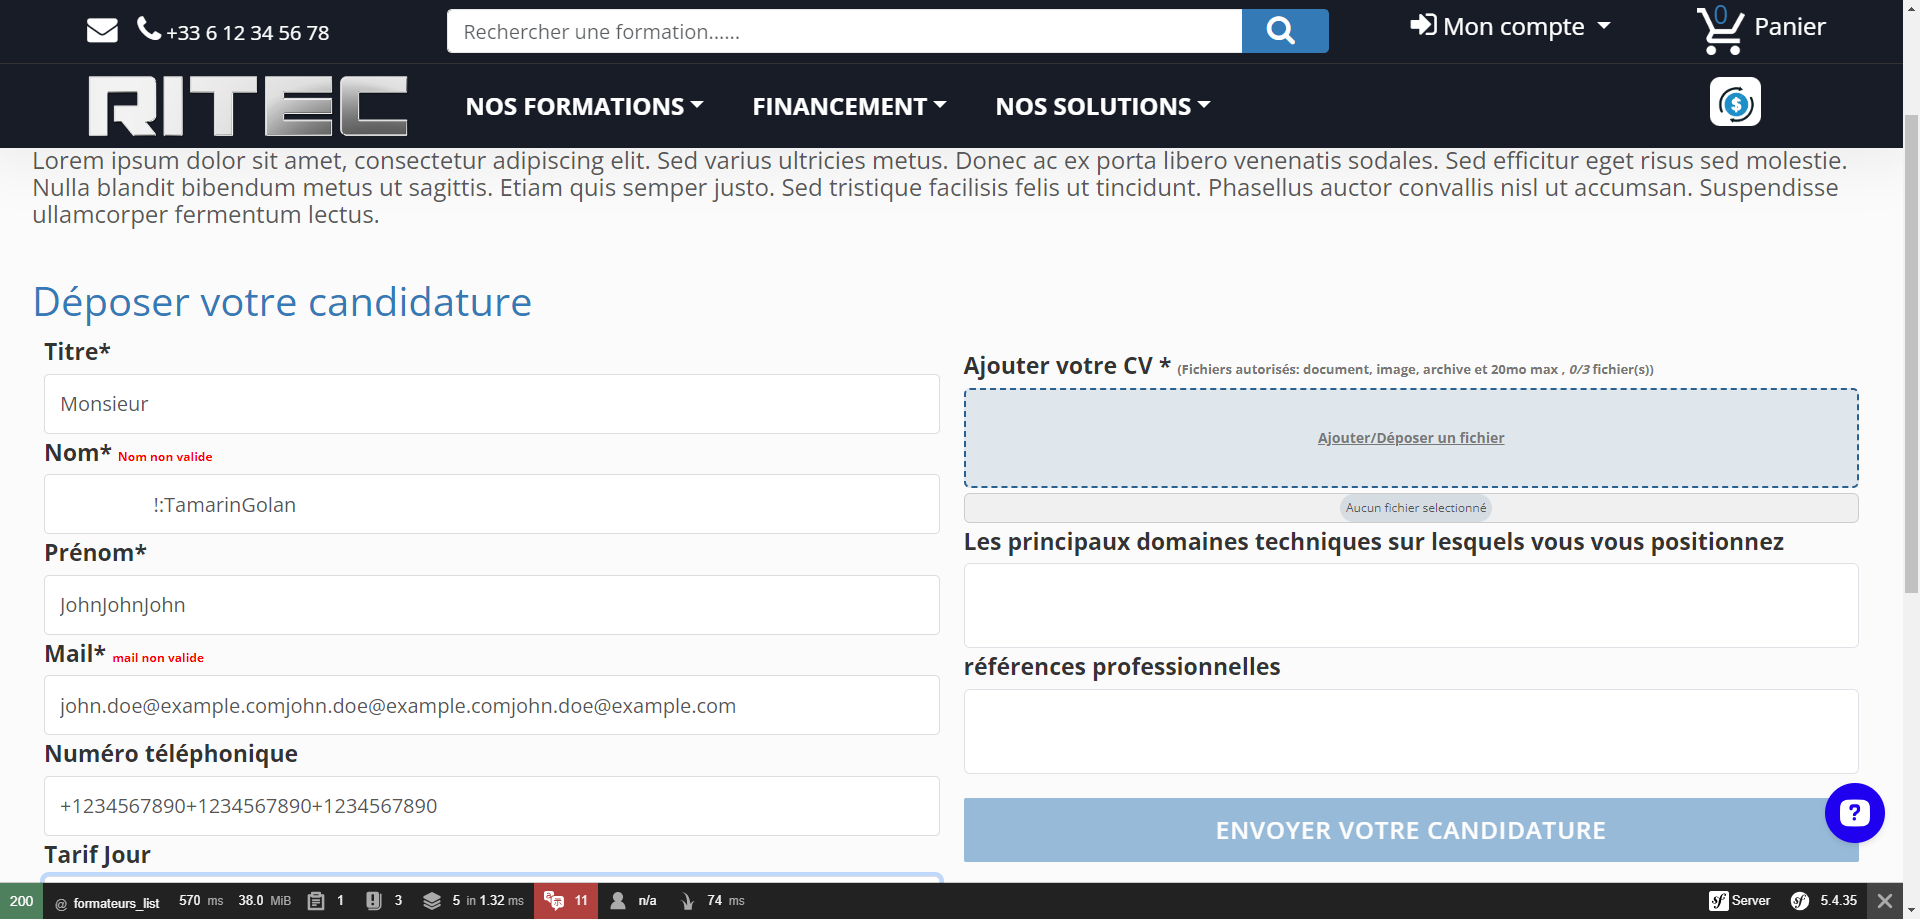 +33 6 12 34 56 78
Rechercher une formation......
Mon compte
0
Panier
RITEC
NOS FORMATIONS
FINANCEMENT
NOS SOLUTIONS
$
Lorem ipsum dolor sit amet, consectetur adipiscing elit. Sed varius ultricies metus. Donec ac ex porta libero venenatis sodales. Sed efficitur eget risus sed molestie.
Nulla blandit bibendum metus ut sagittis. Etiam quis semper justo. Sed tristique facilisis felis ut tincidunt. Phasellus auctor convallis nisl ut accumsan. Suspendisse
ullamcorper fermentum lectus.
Déposer votre candidature
Titre*
Monsieur
Nom* Nom non valide
!:TamarinGolan
Prénom*
JohnJohnJohn
Mail* mail non valide
john.doe@example.comjohn.doe@example.comjohn.doe@example.com
Numéro téléphonique
+1234567890+1234567890+1234567890
Tarif Jour
Ajouter votre CV * (Fichiers autorisés: document, image, archive et 20mo max , 0/3 fichier(s))
Ajouter/Déposer un fichier
Aucun fichier selectionné
Les principaux domaines techniques sur lesquels vous vous positionnez
références professionnelles
ENVOYER VOTRE CANDIDATURE
?
200 @ formateurs_list 570 ms 38.0 MiB 1 3 5 in 1.32 ms 11 n/a 74 ms Server 5.4.35